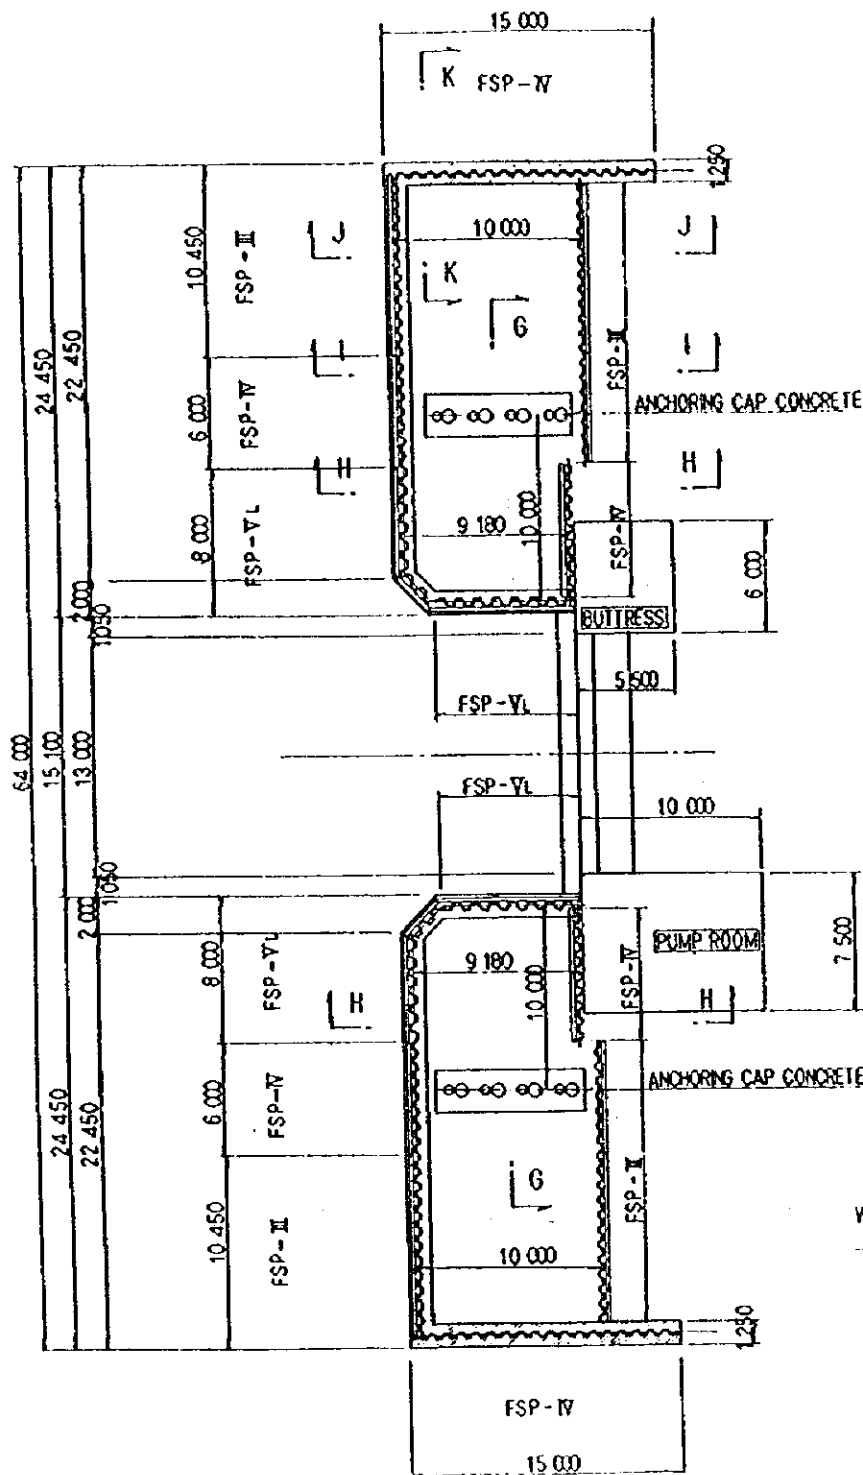 15 000
K
FSP-Ⅳ
1,250
10 450
FSP-Ⅲ
J
10 000
J
K
G
24 450
22 450
I
FSP-Ⅲ
I
6 000
FSP-Ⅳ
ANCHORING CAP CONCRETE
H
H
8 000
FSP-ⅤL
9 180
10 000
FSP-Ⅳ
6 000
2 000
1 050
BUTTRESS
5 500
FSP-ⅤL
64 000
15 100
13 000
FSP-ⅤL
10 000
1 050
2 000
8 000
FSP-ⅤL
9 180
10 000
FSP-Ⅳ
PUMP ROOM
7 500
H
H
6 000
FSP-Ⅳ
ANCHORING CAP CONCRETE
24 450
22 450
10 450
FSP-Ⅲ
G
FSP-Ⅲ
W
10 000
1,250
FSP-Ⅳ
15 000